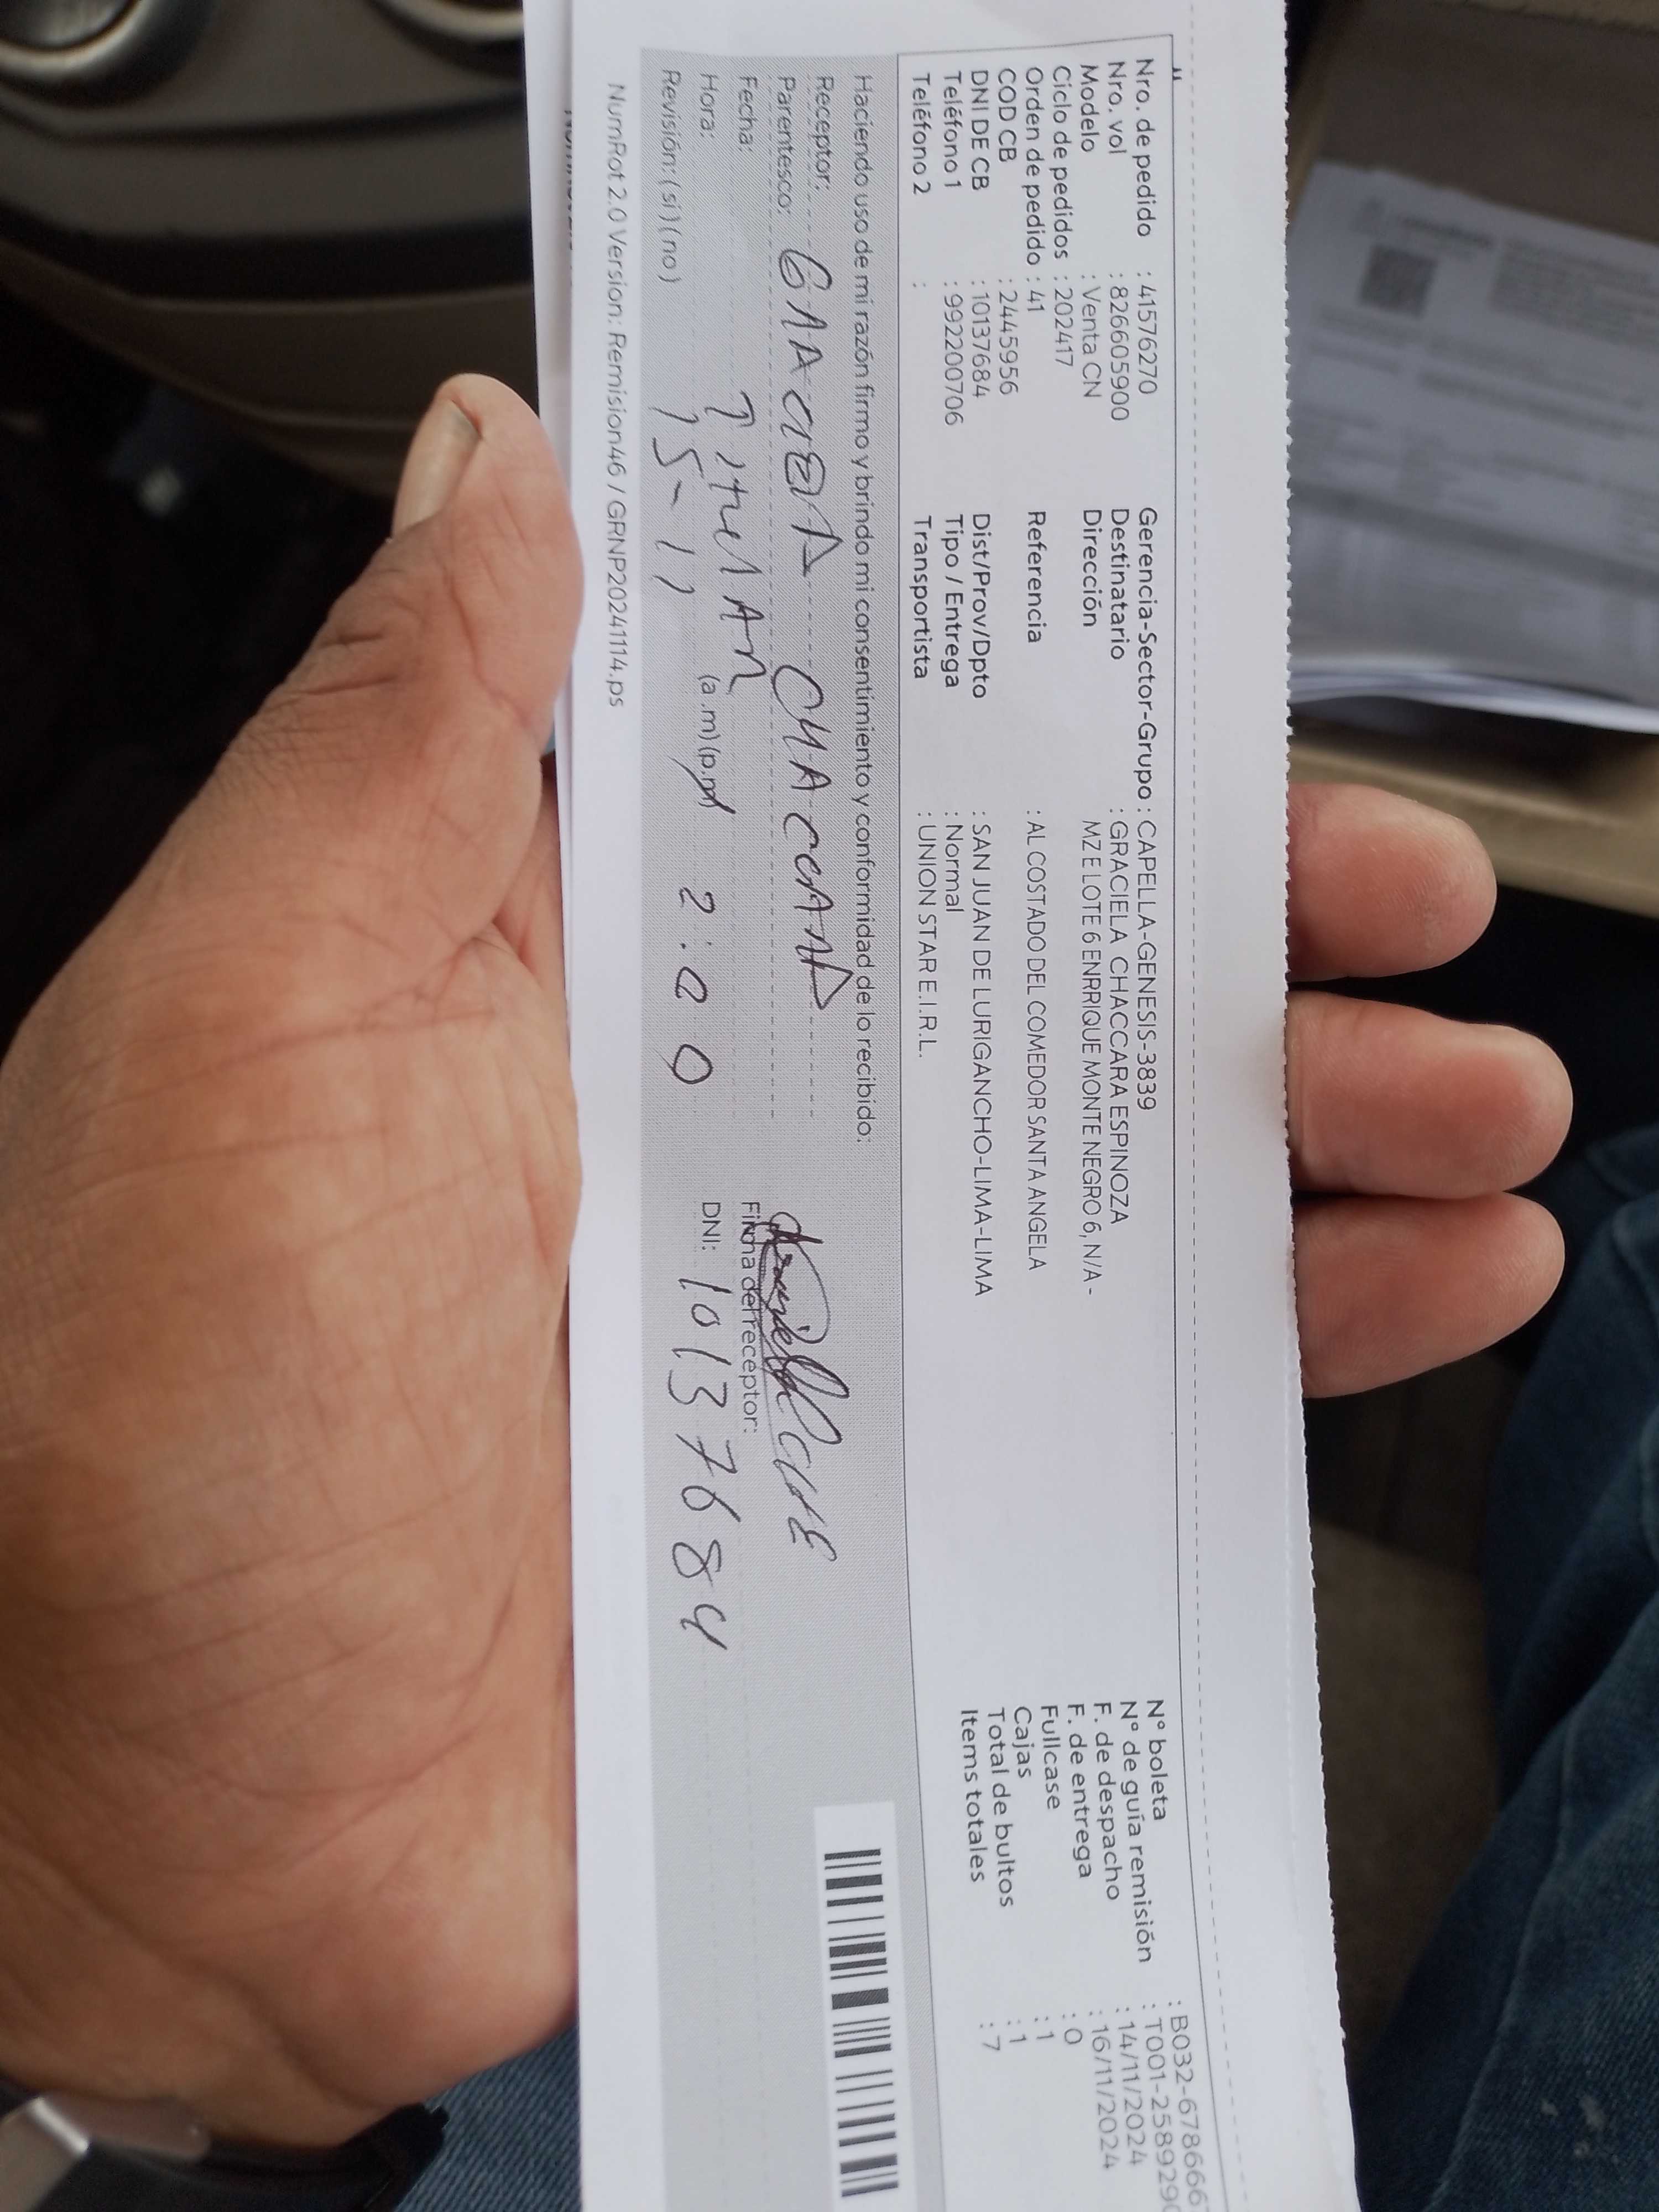 Nro. de pedido : 41576270
Nro. vol : 826605900
Modelo : Venta CN
Ciclo de pedidos : 202417
Orden de pedido : 41
COD CB : 2445956
DNI DE CB : 10137684
Teléfono 1 : 992200706
Teléfono 2 :
Gerencia-Sector-Grupo : CAPELLA-GENESIS-3839
Destinatario : GRACIELA CHACCARA ESPINOZA
Dirección MZ E LOTE 6 ENRRIQUE MONTENEGRO 6, N/A -
Referencia : AL COSTADO DEL COMEDOR SANTA ANGELA
Dist/Prov/Dpto : SAN JUAN DE LURIGANCHO-LIMA-LIMA
Tipo / Entrega : Normal
Transportista : UNION STAR E.I.R.L.
N° boleta : B032-6786667
N° de guía remisión : T001-2589290
F. de despacho : 14/11/2024
F. de entrega : 16/11/2024
Fullcase : 0
Cajas : 1
Total de bultos : 1
Items totales : 7
Haciendo uso de mi razón firmo y brindo mi consentimiento y conformidad de lo recibido:
Receptor: CHACCARA
Parentesco: Titular
Fecha: 15-11
Hora: (a.m)(p.m) 2:00
Revisión: (si) (no)
Firma del receptor:
DNI: 10137684
NumRot 2.0 Version: Remision46 / GRNP20241114.ps